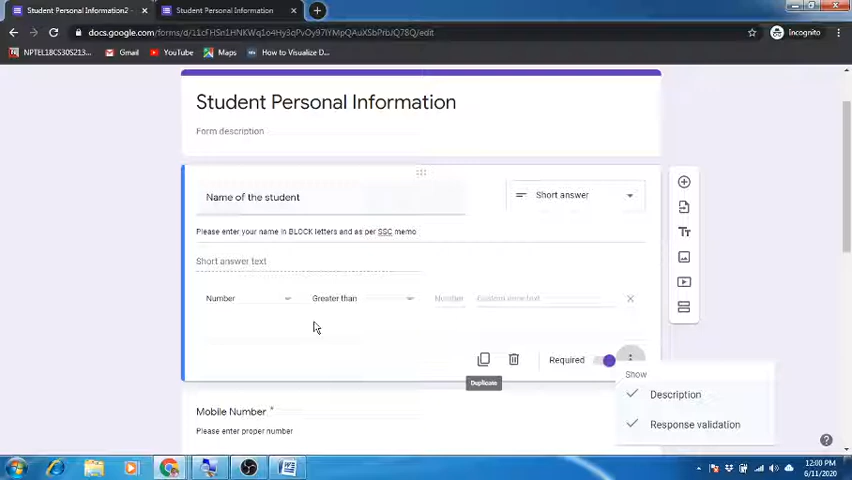 Student Personal Information2
Student Personal Information
docs.google.com/forms/d/
/edit
Incognito
NPTEL18CS30S213...
Gmail
YouTube
Maps
How to Visualize D...
Student Personal Information
Form description
Name of the student
Short answer
Please enter your name in BLOCK letters and as per SSC memo
Short answer text
Number
Greater than
Number
Custom error text
Required
Duplicate
Show
Description
Response validation
Mobile Number *
Please enter proper number
12:00 PM
6/11/2020